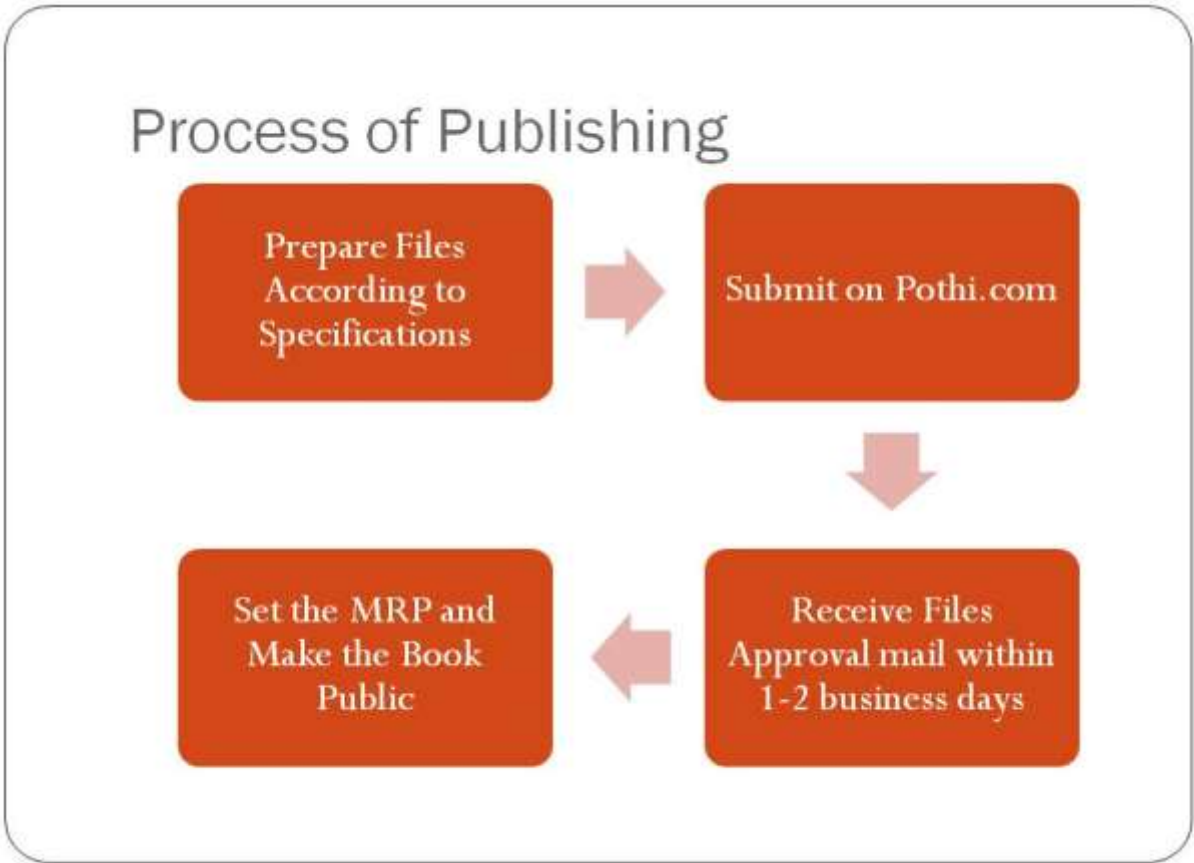 Process of Publishing
Prepare Files
According to
Specifications
Submit on Pothi.com
Receive Files
Approval mail within
1-2 business days
Set the MRP and
Make the Book
Public